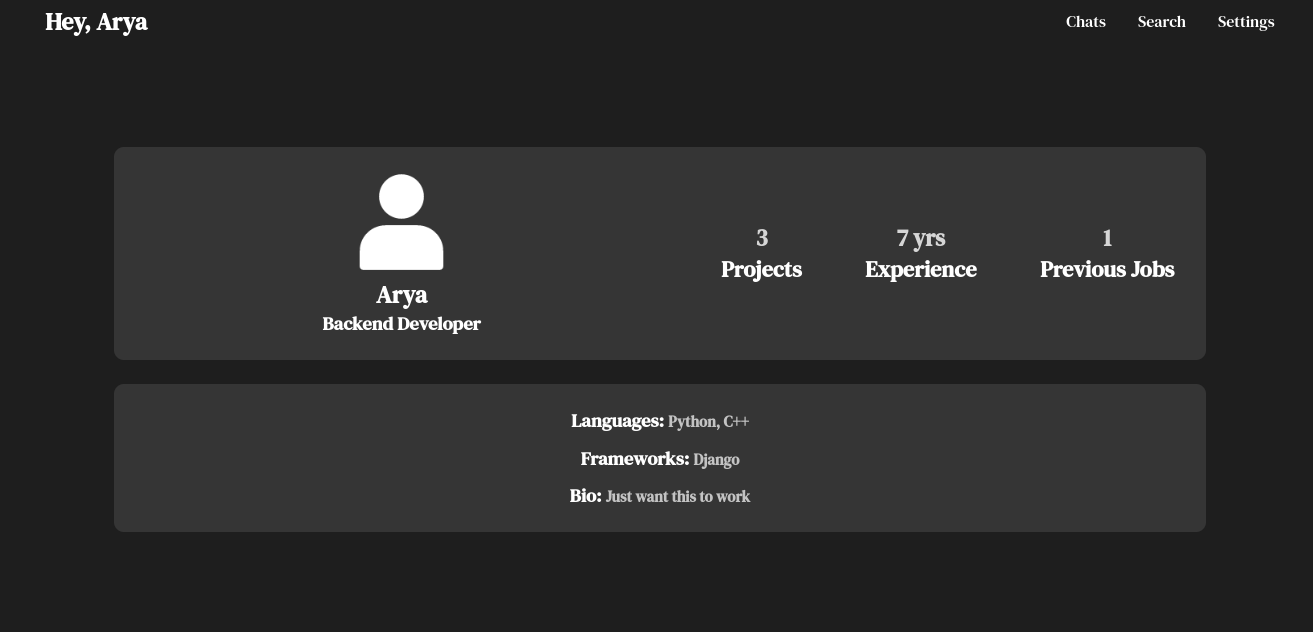 Hey, Arya
Chats Search Settings
Arya
Backend Developer
3
Projects
7 yrs
Experience
1
Previous Jobs
Languages: Python, C++
Frameworks: Django
Bio: Just want this to work